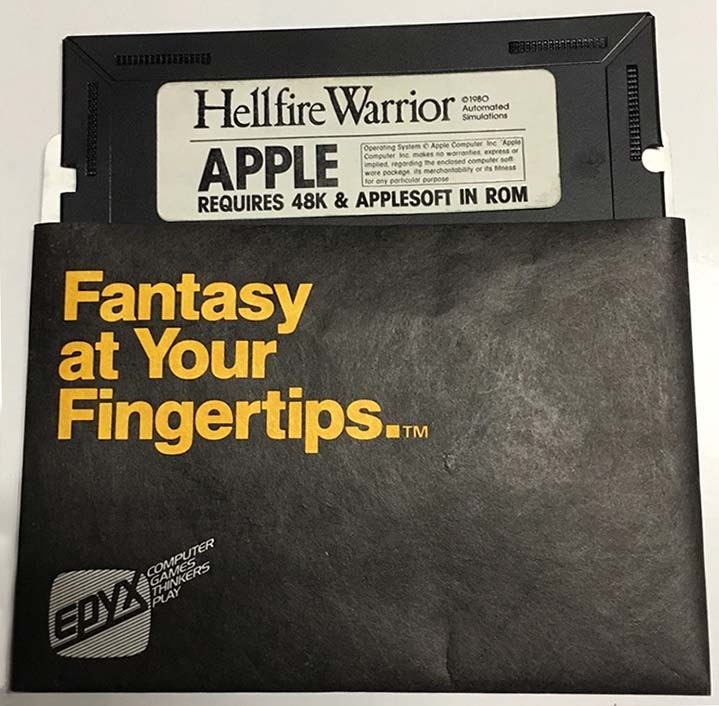 Hellfire Warrior
©1980
Automated
Simulations
APPLE
Operating System © Apple Computer Inc. "Apple
Computer Inc. makes no warranties, express or
implied, regarding the enclosed computer soft-
ware package, its merchantability or its fitness
for any particular purpose
REQUIRES 48K & APPLESOFT IN ROM
Fantasy
at Your
Fingertips.™
EPYX
COMPUTER
GAMES
THINKERS
PLAY